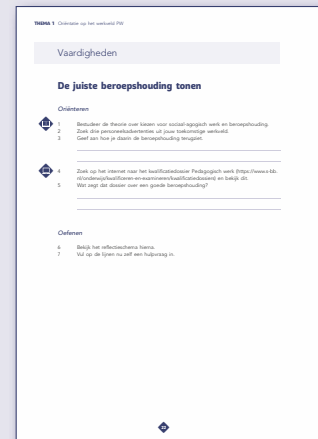 THEMA 1 Oriëntatie op het werkveld PW
Vaardigheden
De juiste beroepshouding tonen
Oriënteren
1 Bestudeer de theorie over kiezen voor sociaal-agogisch werk en beroepshouding.
2 Zoek drie personeelsadvertenties uit jouw toekomstige werkveld.
3 Geef aan hoe je daarin de beroepshouding terugziet.
4 Zoek op het internet naar het kwalificatiedossier Pedagogisch werk (https://www.s-bb.
nl/onderwijs/kwalificeren-en-examineren/kwalificatiedossiers) en bekijk dit.
5 Wat zegt dat dossier over een goede beroepshouding?
Oefenen
6 Bekijk het reflectieschema hierna.
7 Vul op de lijnen nu zelf een hulpvraag in.